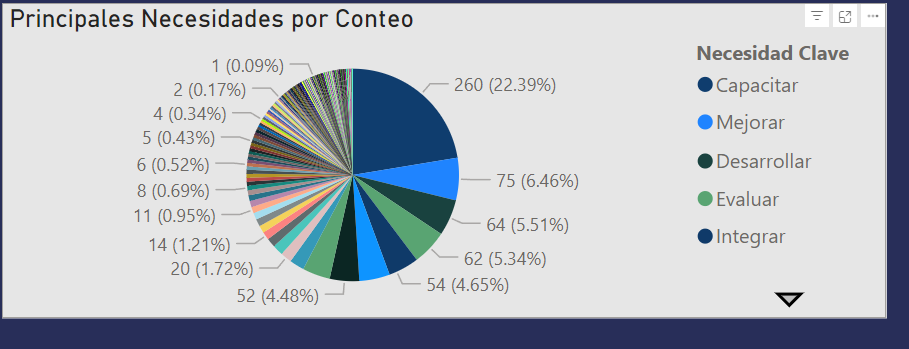 Principales Necesidades por Conteo
Necesidad Clave
Capacitar
Mejorar
Desarrollar
Evaluar
Integrar
260 (22.39%)
75 (6.46%)
64 (5.51%)
62 (5.34%)
54 (4.65%)
52 (4.48%)
20 (1.72%)
14 (1.21%)
11 (0.95%)
8 (0.69%)
6 (0.52%)
5 (0.43%)
4 (0.34%)
2 (0.17%)
1 (0.09%)